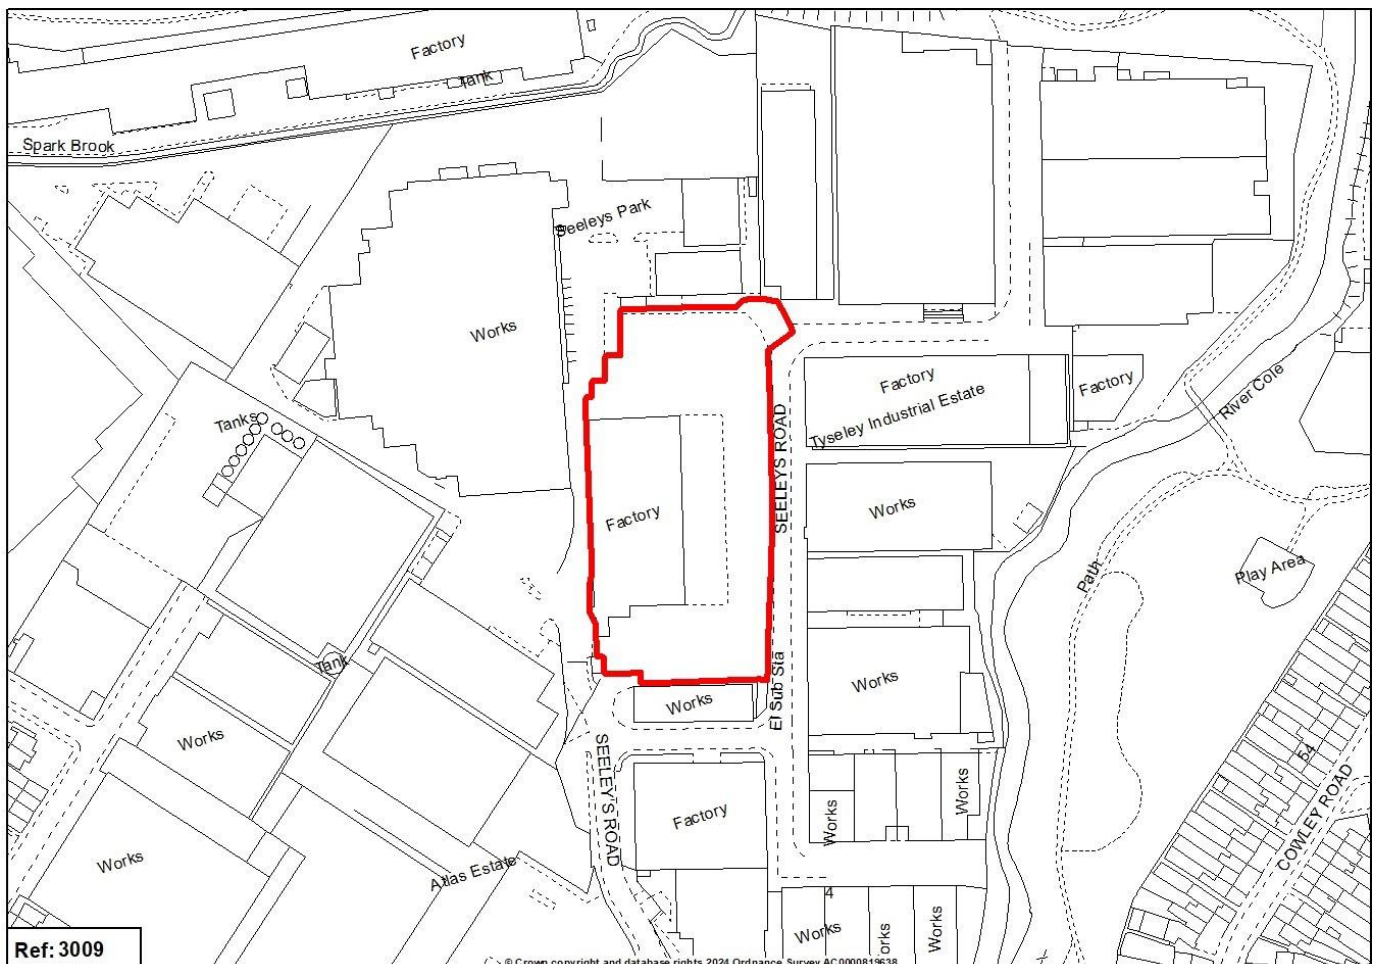 Factory
Tank
Spark Brook
Seeleys Park
Works
Tanks
Factory
Factory
Tyseley Industrial Estate
Factory
River Cole
SEELEYS ROAD
Works
Path
Play Area
Tank
El Sub Sta
Works
Works
Works
SEELEY'S ROAD
54
COWLEY ROAD
Works
Works
Factory
Works
Atlas Estate
4
Works
orks
Works
Ref: 3009
© Crown copyright and database rights 2024 Ordnance Survey AC0000819638